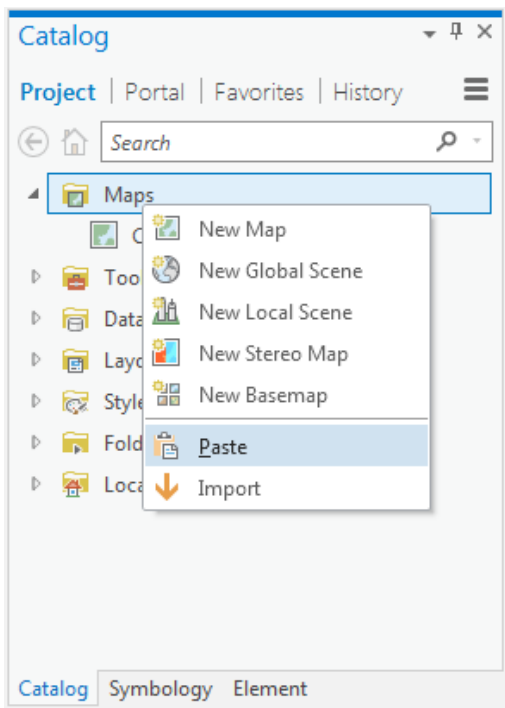 Catalog
Project | Portal | Favorites | History
Search
Maps
New Map
New Global Scene
New Local Scene
New Stereo Map
New Basemap
Paste
Import
Catalog Symbology Element